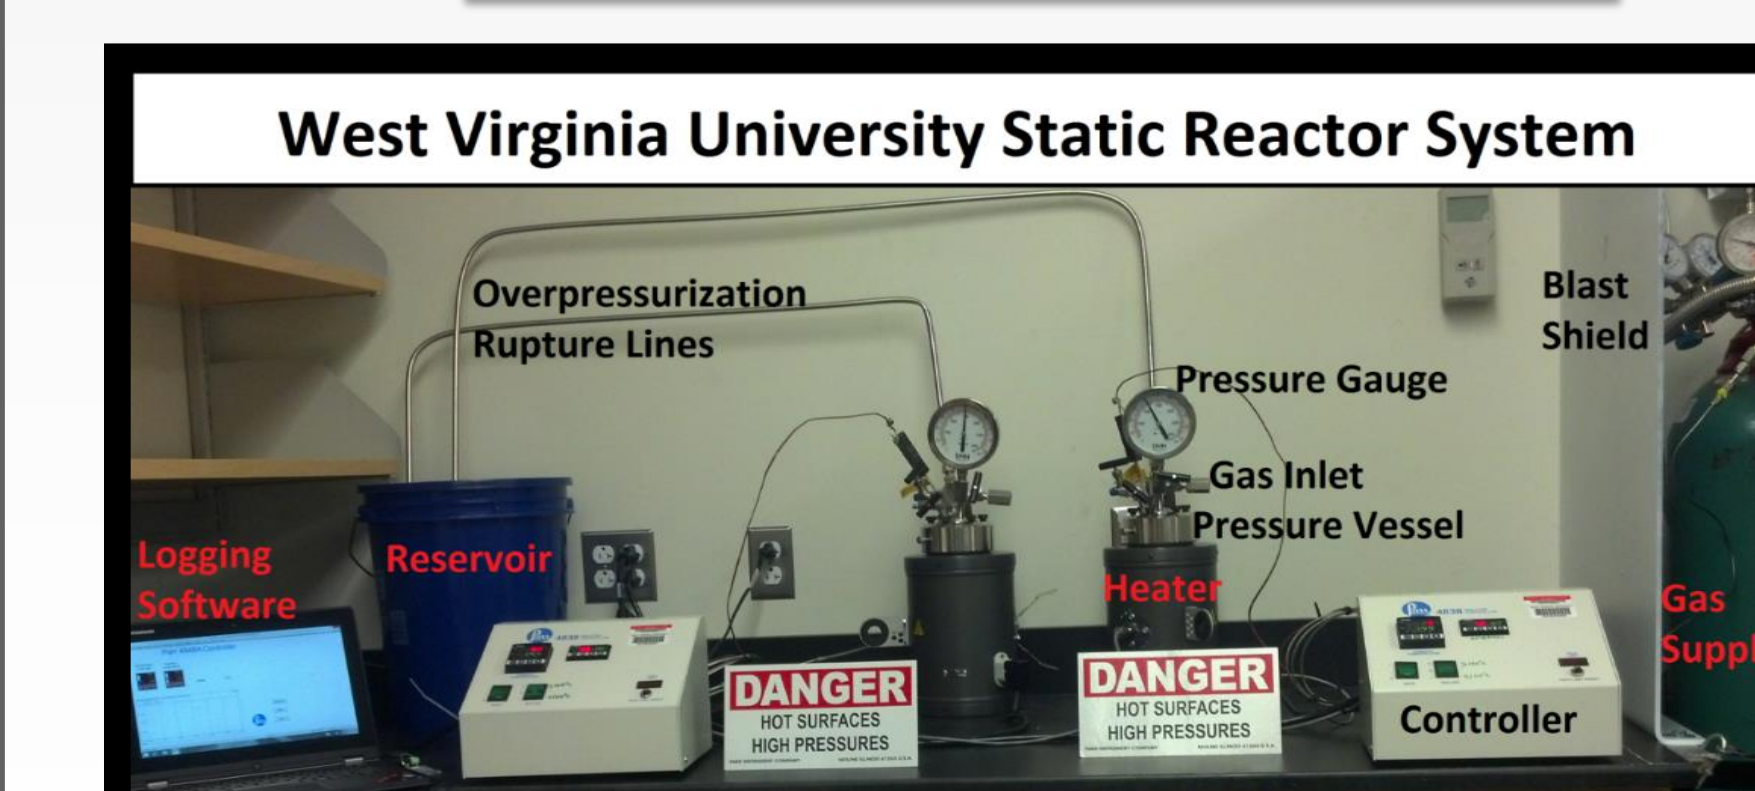 West Virginia University Static Reactor System
Overpressurization
Rupture Lines
Blast
Shield
Pressure Gauge
Gas Inlet
Pressure Vessel
Logging
Software
Reservoir
Heater
Gas
Suppl
Controller
DANGER
HOT SURFACES
HIGH PRESSURES
DANGER
HOT SURFACES
HIGH PRESSURES